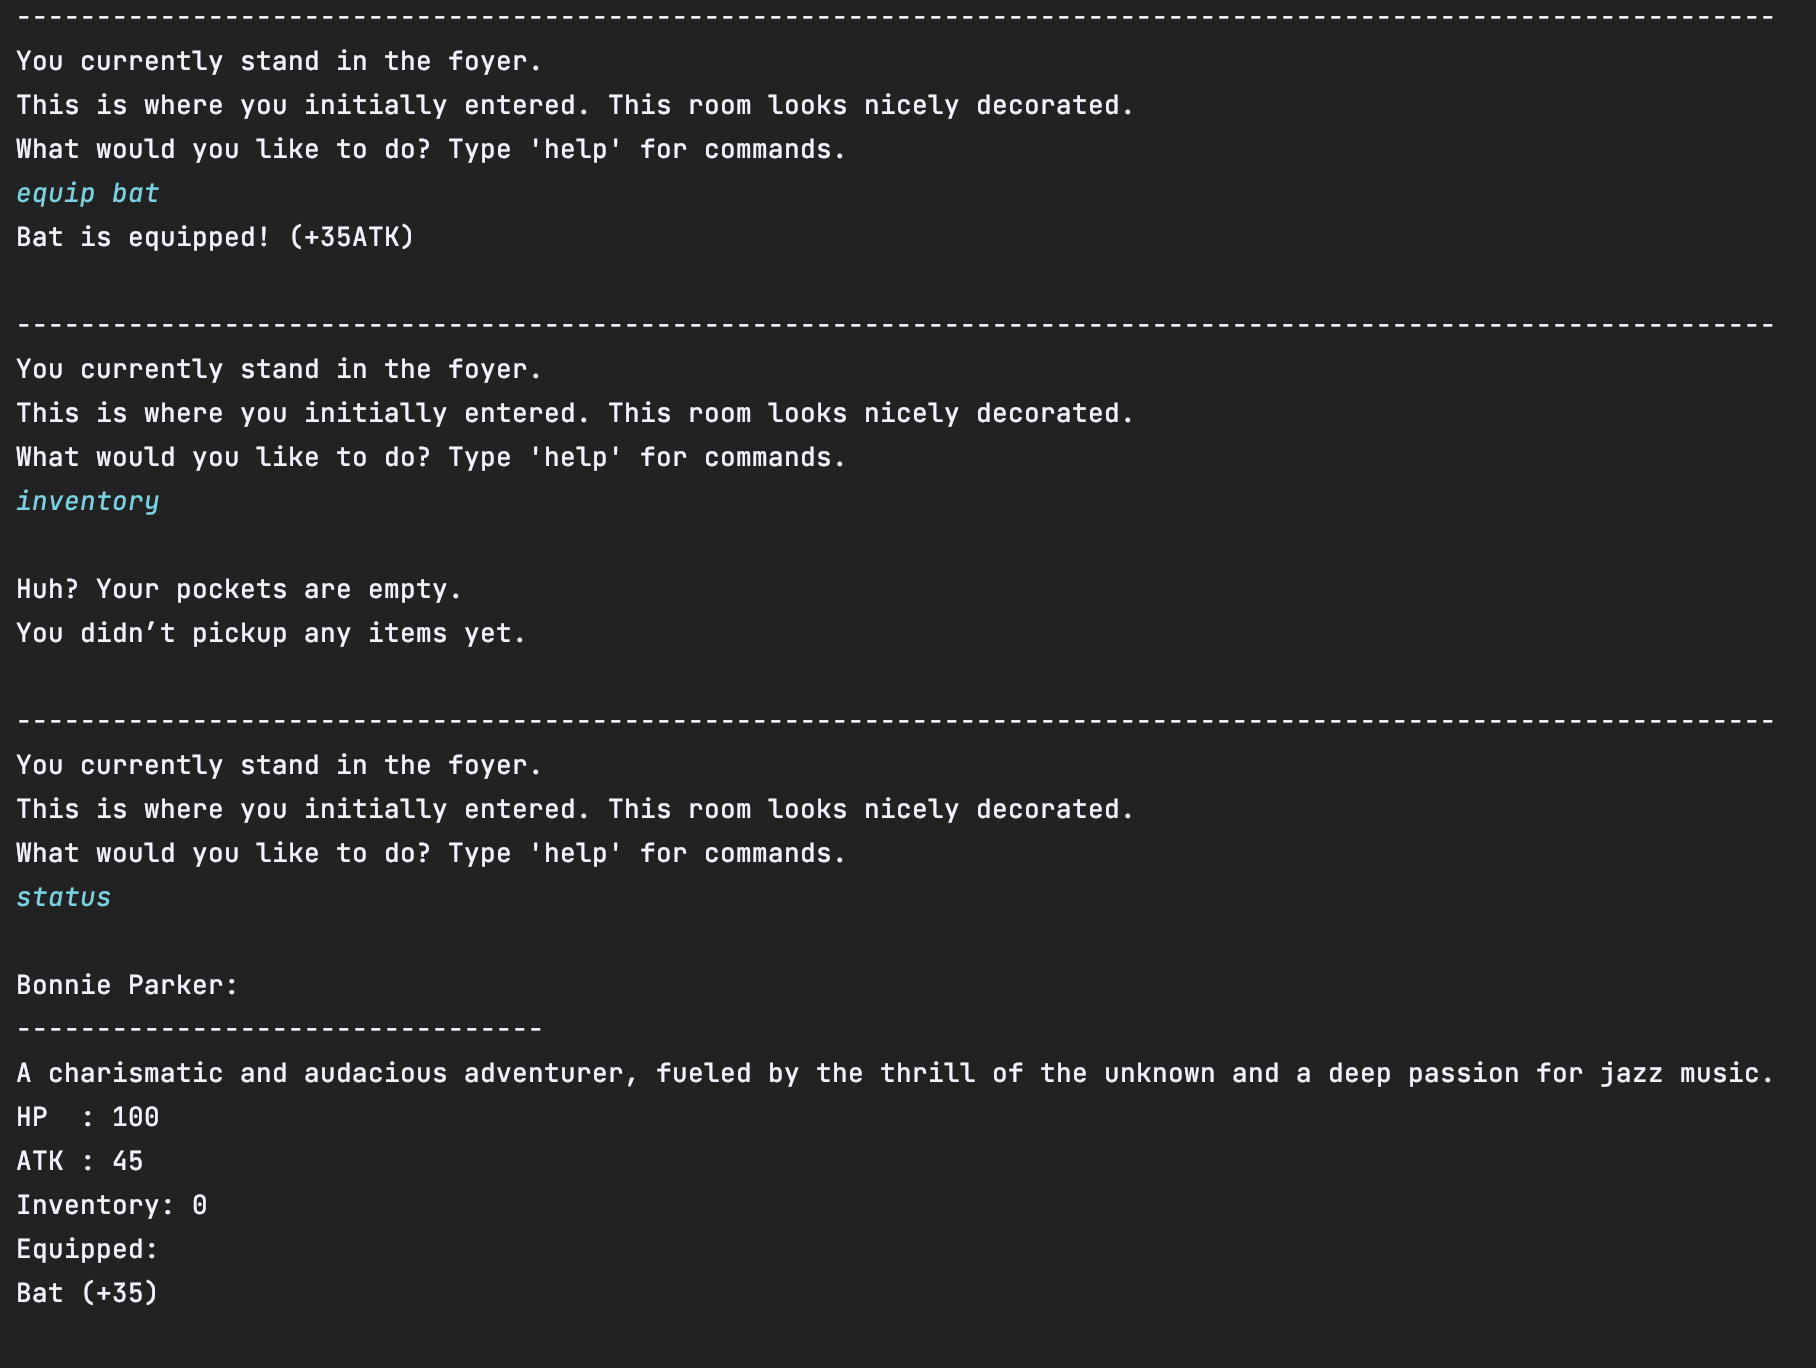 --------------------------------------------------------------------------------------------------------------
You currently stand in the foyer.
This is where you initially entered. This room looks nicely decorated.
What would you like to do? Type 'help' for commands.
equip bat
Bat is equipped! (+35ATK)
--------------------------------------------------------------------------------------------------------------
You currently stand in the foyer.
This is where you initially entered. This room looks nicely decorated.
What would you like to do? Type 'help' for commands.
inventory
Huh? Your pockets are empty.
You didn’t pickup any items yet.
--------------------------------------------------------------------------------------------------------------
You currently stand in the foyer.
This is where you initially entered. This room looks nicely decorated.
What would you like to do? Type 'help' for commands.
status
Bonnie Parker:
---------------------------------
A charismatic and audacious adventurer, fueled by the thrill of the unknown and a deep passion for jazz music.
HP  : 100
ATK : 45
Inventory: 0
Equipped:
Bat (+35)